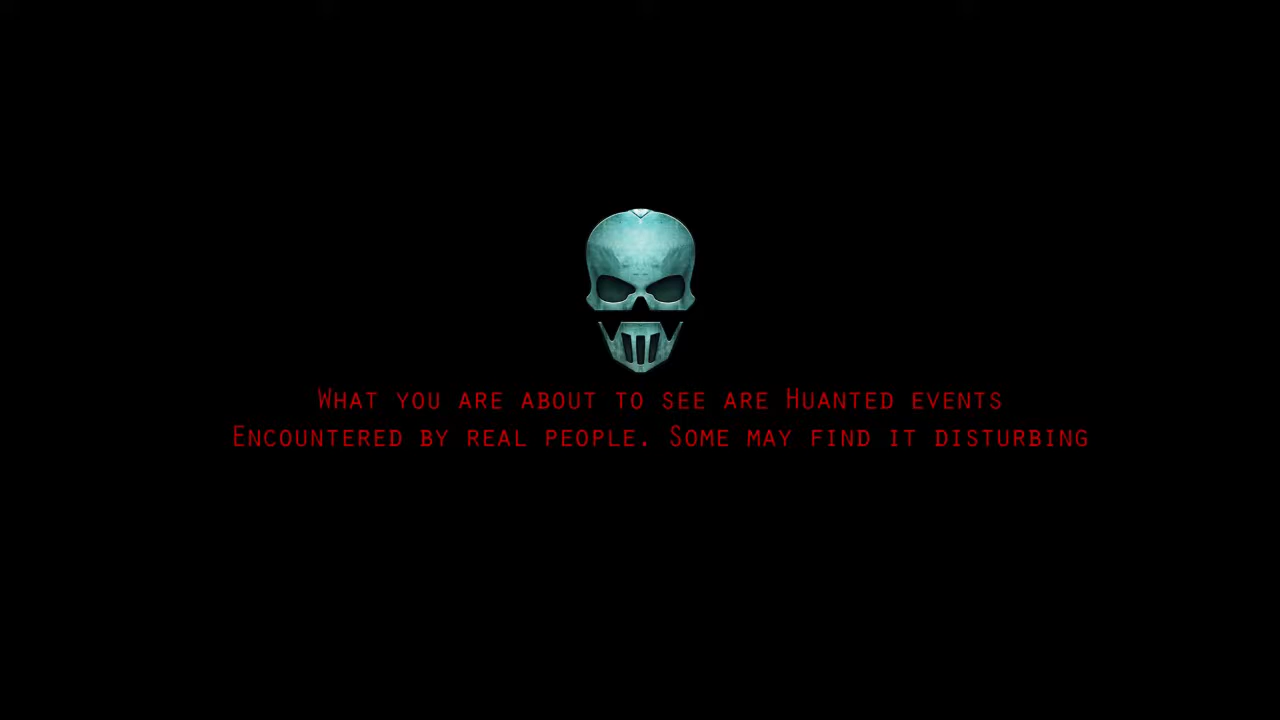 What you are about to see are Huanted events
Encountered by real people. Some may find it disturbing